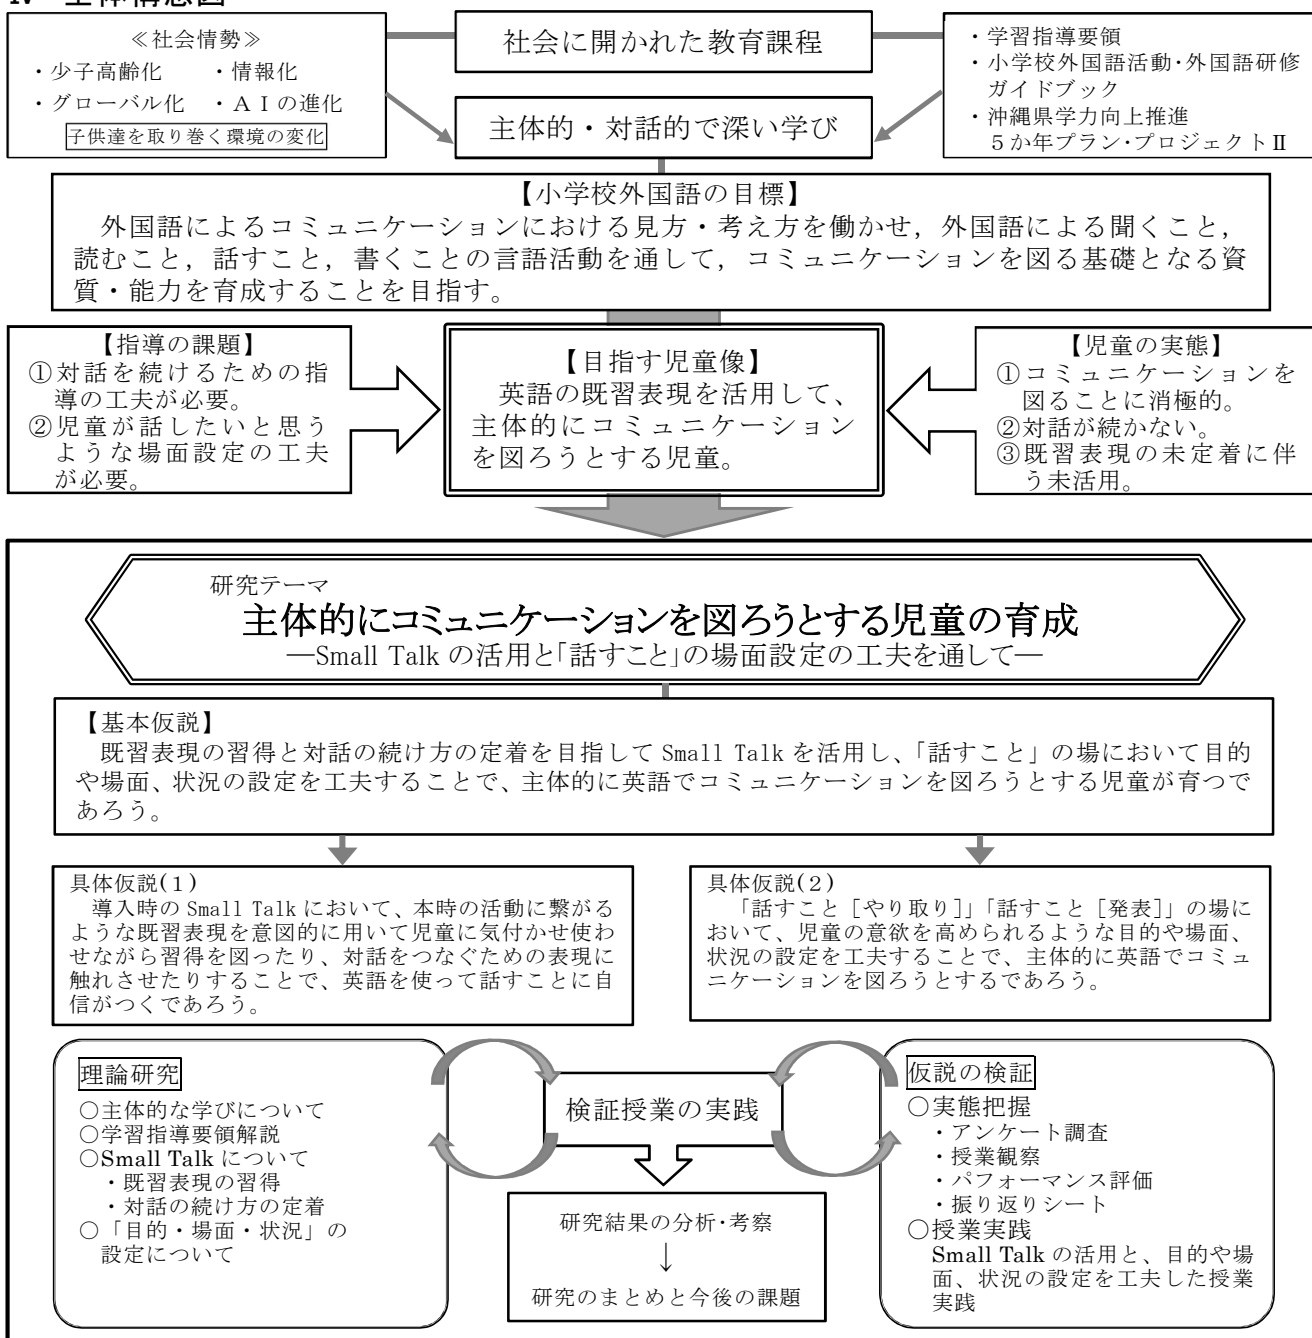 Ⅳ 全体構想図
≪社会情勢≫
・少子高齢化 ・情報化
・グローバル化 ・ＡＩの進化
子供達を取り巻く環境の変化
社会に開かれた教育課程
主体的・対話的で深い学び
・学習指導要領
・小学校外国語活動・外国語研修
ガイドブック
・沖縄県学力向上推進
５か年プラン・プロジェクトⅡ
【小学校外国語の目標】
外国語によるコミュニケーションにおける見方・考え方を働かせ，外国語による聞くこと，
読むこと，話すこと，書くことの言語活動を通して，コミュニケーションを図る基礎となる資
質・能力を育成することを目指す。
【指導の課題】
①対話を続けるための指
導の工夫が必要。
②児童が話したいと思う
ような場面設定の工夫
が必要。
【目指す児童像】
英語の既習表現を活用して、
主体的にコミュニケーション
を図ろうとする児童。
【児童の実態】
①コミュニケーションを
図ることに消極的。
②対話が続かない。
③既習表現の未定着に伴
う未活用。
研究テーマ
主体的にコミュニケーションを図ろうとする児童の育成
―Small Talk の活用と「話すこと」の場面設定の工夫を通して―
【基本仮説】
既習表現の習得と対話の続け方の定着を目指して Small Talk を活用し、「話すこと」の場において目的
や場面、状況の設定を工夫することで、主体的に英語でコミュニケーションを図ろうとする児童が育つで
あろう。
具体仮説(１)
導入時の Small Talk において、本時の活動に繋がる
ような既習表現を意図的に用いて児童に気付かせ使わ
せながら習得を図ったり、対話をつなぐための表現に
触れさせたりすることで、英語を使って話すことに自
信がつくであろう。
具体仮説(２)
「話すこと［やり取り］」「話すこと［発表］」の場に
おいて、児童の意欲を高められるような目的や場面、
状況の設定を工夫することで、主体的に英語でコミュ
ニケーションを図ろうとするであろう。
理論研究
○主体的な学びについて
○学習指導要領解説
○Small Talk について
・既習表現の習得
・対話の続け方の定着
○「目的・場面・状況」の
設定について
検証授業の実践
研究結果の分析・考察
↓
研究のまとめと今後の課題
仮説の検証
○実態把握
・アンケート調査
・授業観察
・パフォーマンス評価
・振り返りシート
○授業実践
Small Talk の活用と、目的や場
面、状況の設定を工夫した授業
実践